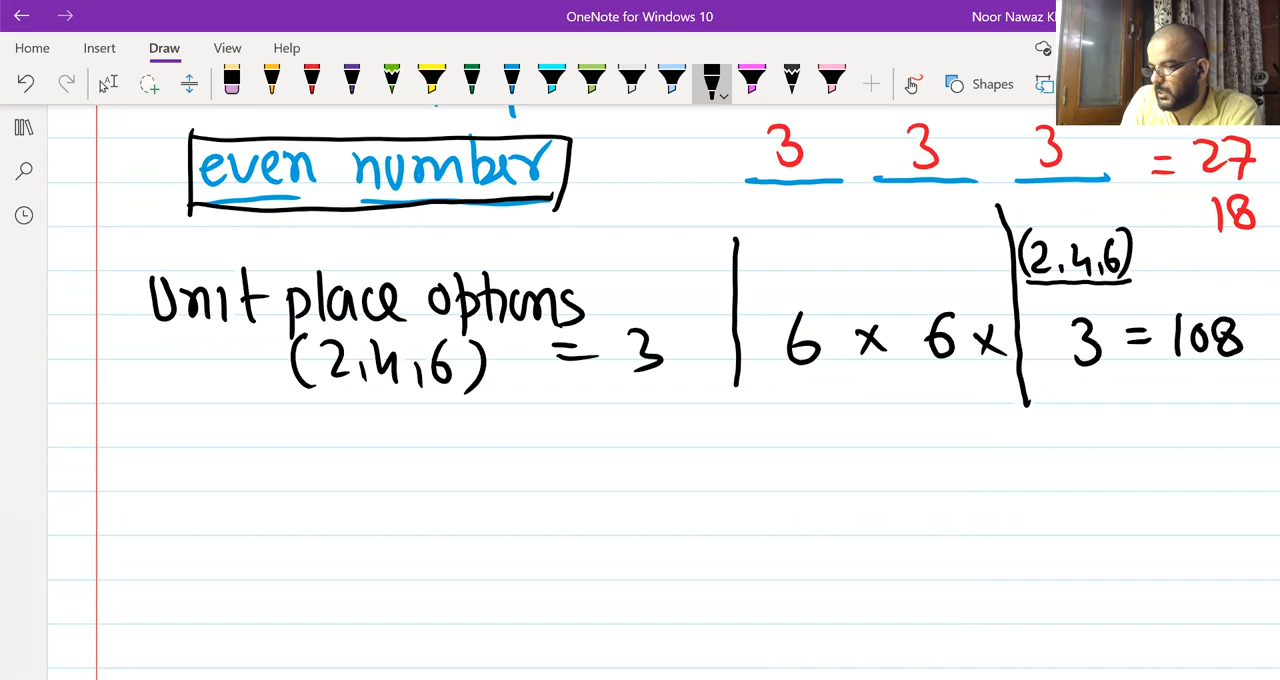 OneNote for Windows 10
Noor Nawaz Kh
Home Insert Draw View Help
Shapes
even number
3 3 3 = 27
18
Unit place options
(2,4,6) = 3
(2,4,6)
6 x 6 x 3 = 108